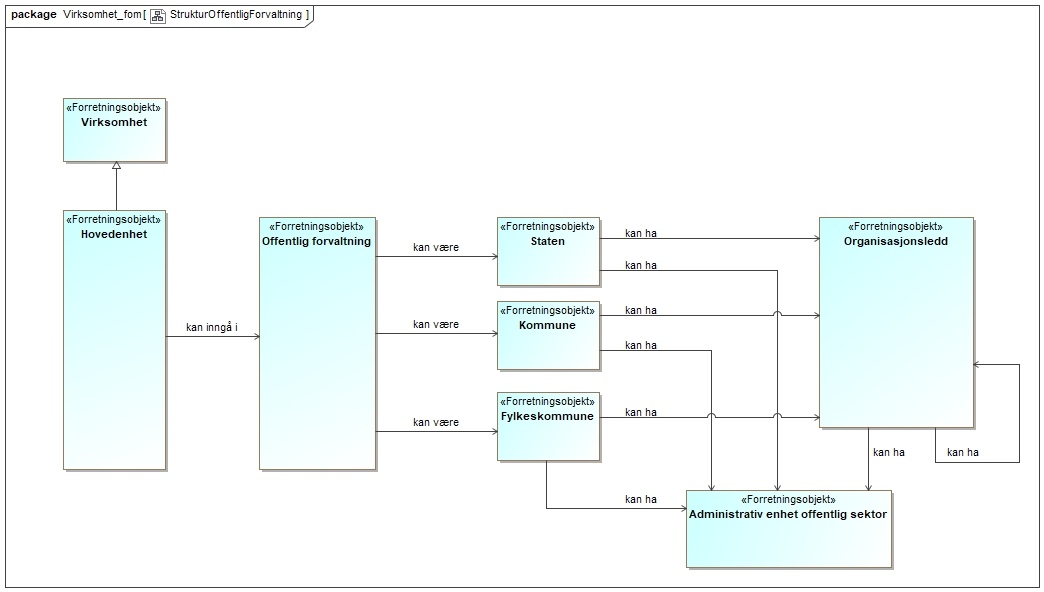 package Virksomhet_fom[ StrukturOffentligForvaltning ]
«Forretningsobjekt»
Virksomhet
«Forretningsobjekt»
Hovedenhet
kan inngå i
«Forretningsobjekt»
Offentlig forvaltning
kan være
kan være
kan være
«Forretningsobjekt»
Staten
kan ha
kan ha
«Forretningsobjekt»
Kommune
kan ha
kan ha
«Forretningsobjekt»
Fylkeskommune
kan ha
kan ha
«Forretningsobjekt»
Organisasjonsledd
kan ha
kan ha
«Forretningsobjekt»
Administrativ enhet offentlig sektor